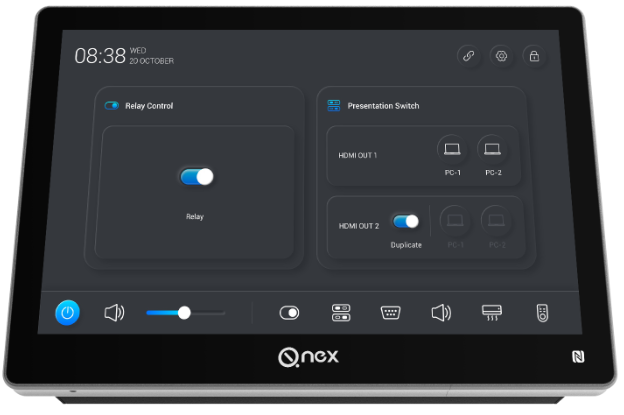 08:38 WED
20 OCTOBER
Relay Control
Relay
Presentation Switch
HDMI OUT 1
PC-1 PC-2
HDMI OUT 2
Duplicate
PC-1 PC-2
Qnex